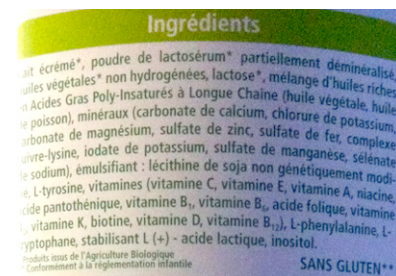 Ingrédients
ait écrémé*, poudre de lactosérum* partiellement déminéralisé,
uiles végétales* non hydrogénées, lactose*, mélange d'huiles riches
n Acides Gras Poly-Insaturés à Longue Chaine (huile végétale, huile
e poisson), minéraux (carbonate de calcium, chlorure de potassium,
arbonate de magnésium, sulfate de zinc, sulfate de fer, complexe
uivre-lysine, iodate de potassium, sulfate de manganèse, sélénate
e sodium), émulsifiant : lécithine de soja non génétiquement modi-
e, L-tyrosine, vitamines (vitamine C, vitamine E, vitamine A, niacine,
cide pantothénique, vitamine B₁, vitamine B₆, acide folique, vitamine
, vitamine K, biotine, vitamine D, vitamine B₁₂), L-phenylalanine, L-
ryptophane, stabilisant L (+) - acide lactique, inositol.
Produits issus de l'Agriculture Biologique
*Conformément à la réglementation infantile
SANS GLUTEN**